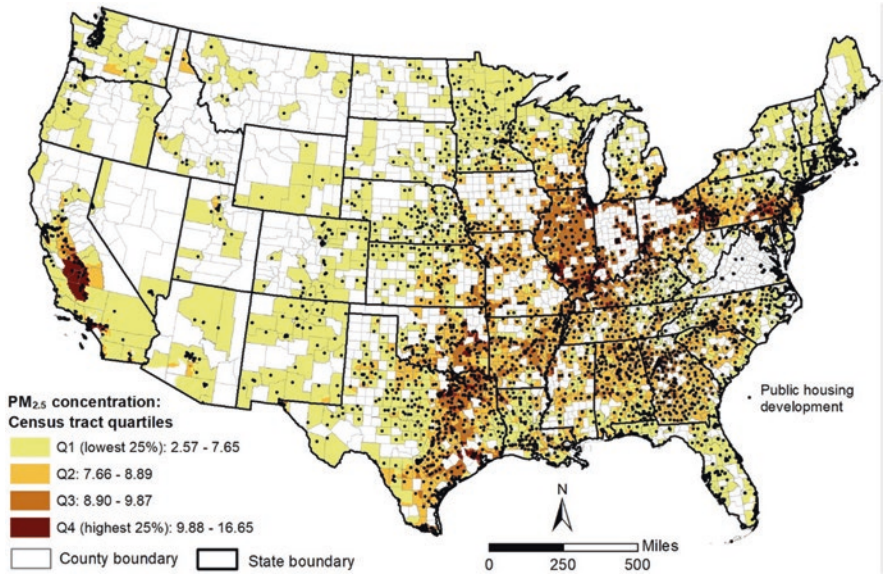 N
Public housing
development
PM2.5 concentration:
Census tract quartiles
Q1 (lowest 25%): 2.57 - 7.65
Q2: 7.66 - 8.89
Q3: 8.90 - 9.87
Q4 (highest 25%): 9.88 - 16.65
County boundary State boundary
Miles
0 250 500